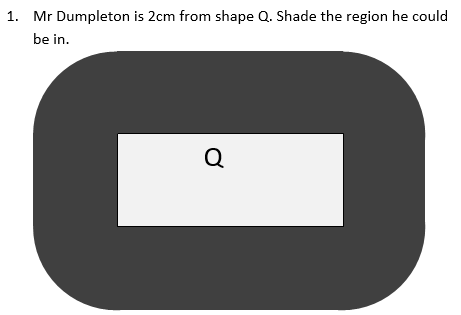 1. Mr Dumpleton is 2cm from shape Q. Shade the region he could
be in.
Q